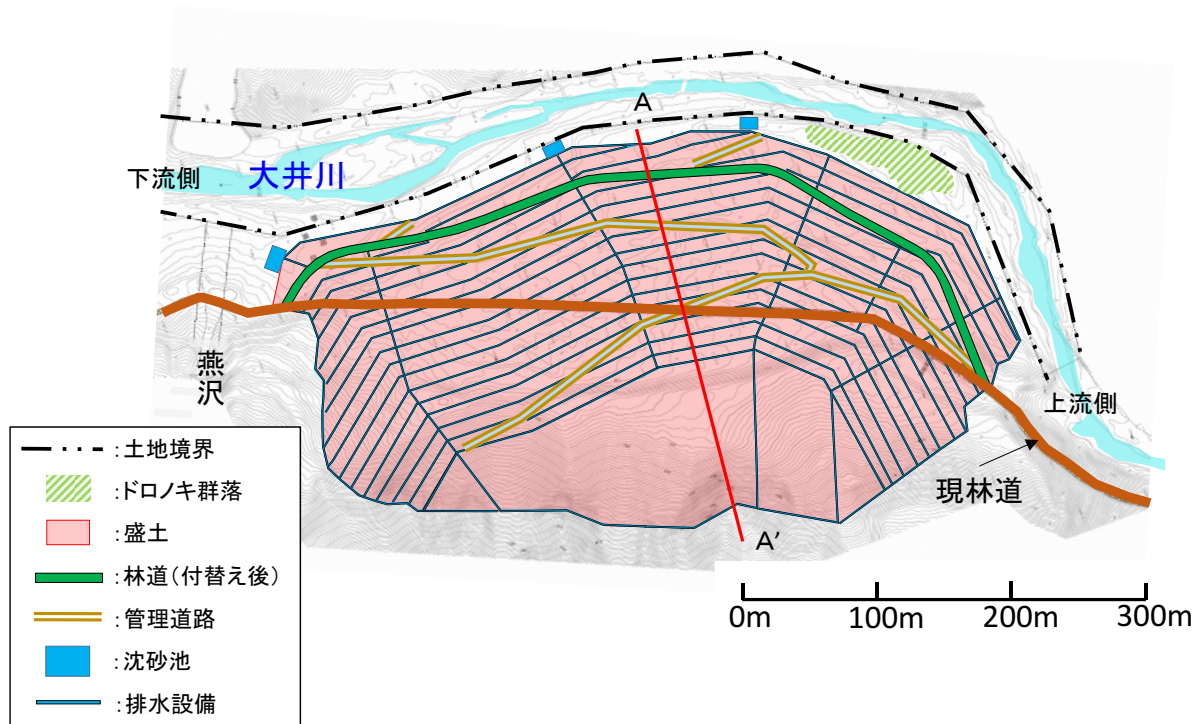 A
下流側
大井川
燕沢
上流側
現林道
A'
:土地境界
:ドロノキ群落
:盛土
:林道(付替え後)
:管理道路
:沈砂池
:排水設備
0m 100m 200m 300m